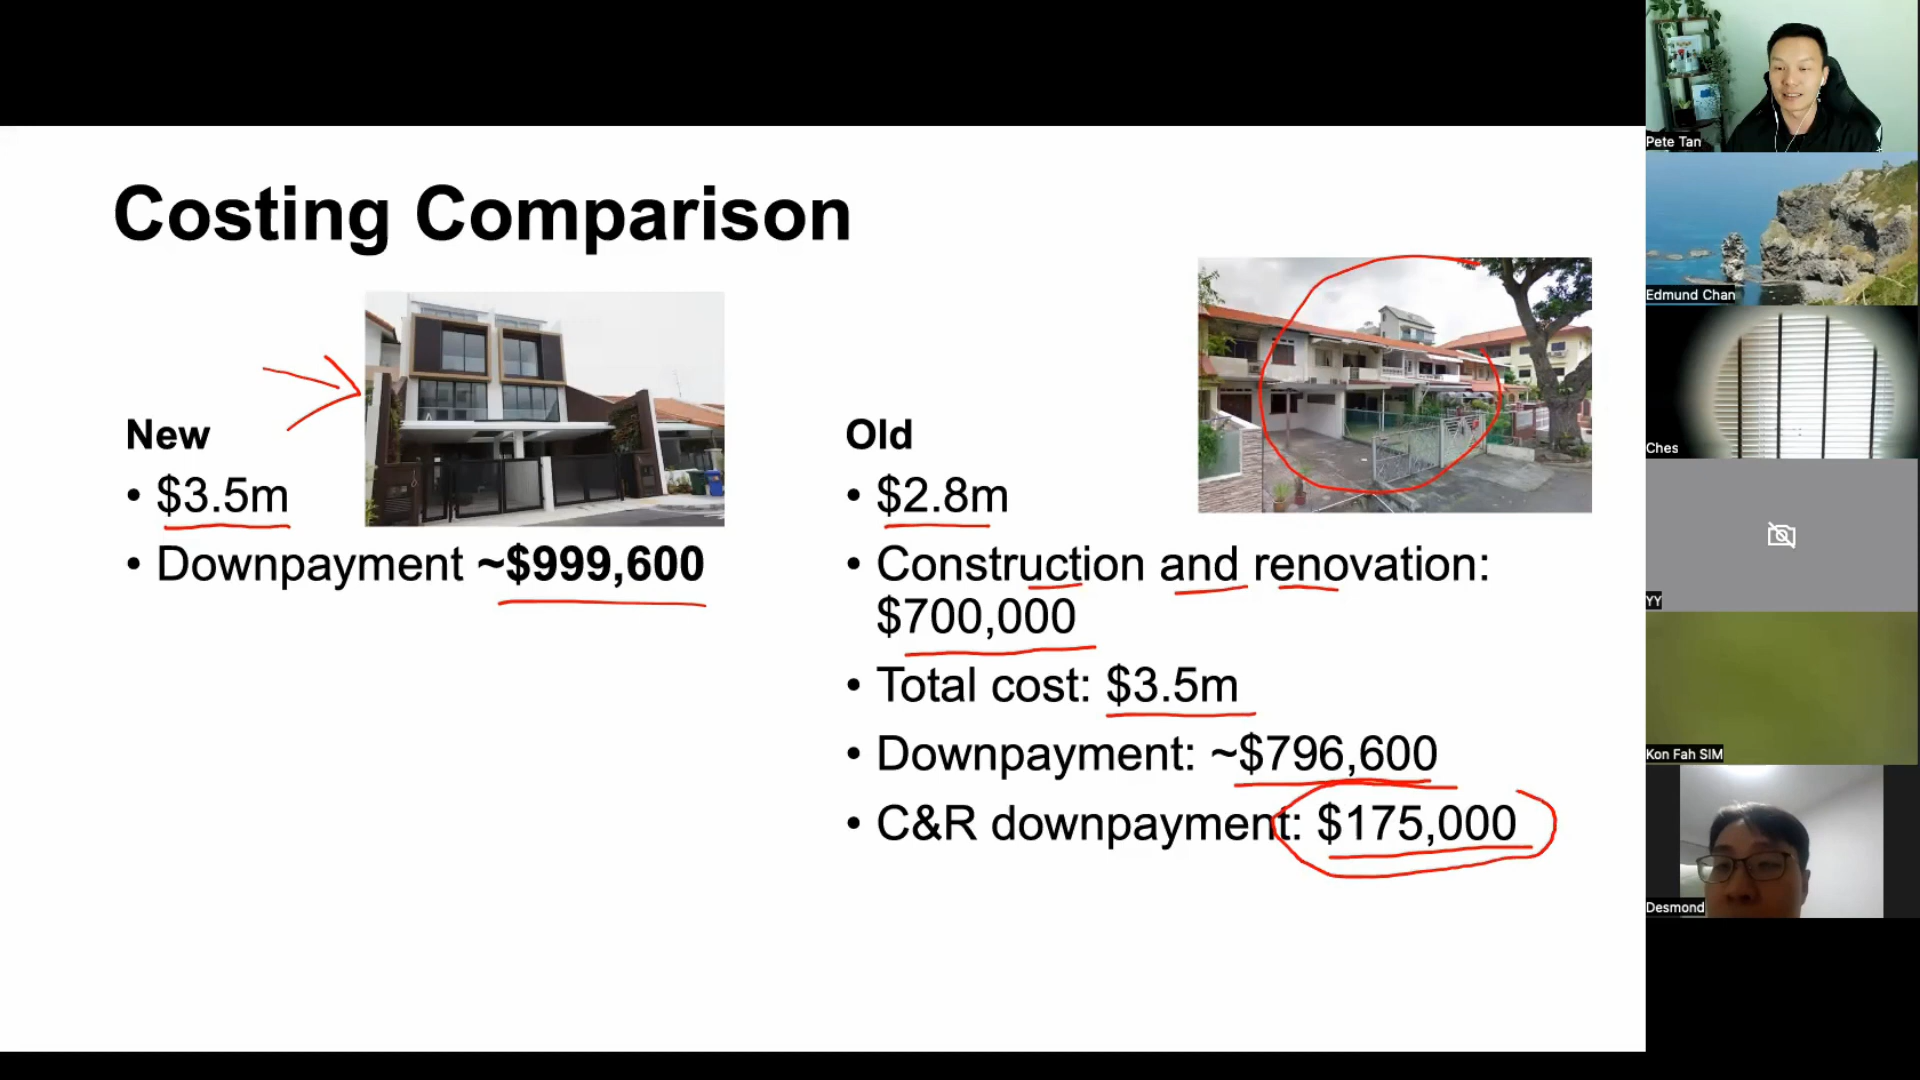 Costing Comparison
New
• $3.5m
• Downpayment ~$999,600
Old
• $2.8m
• Construction and renovation:
$700,000
• Total cost: $3.5m
• Downpayment: ~$796,600
• C&R downpayment: $175,000
Pete Tan
Edmund Chan
Ches
YY
Kon Fah SIM
Desmond